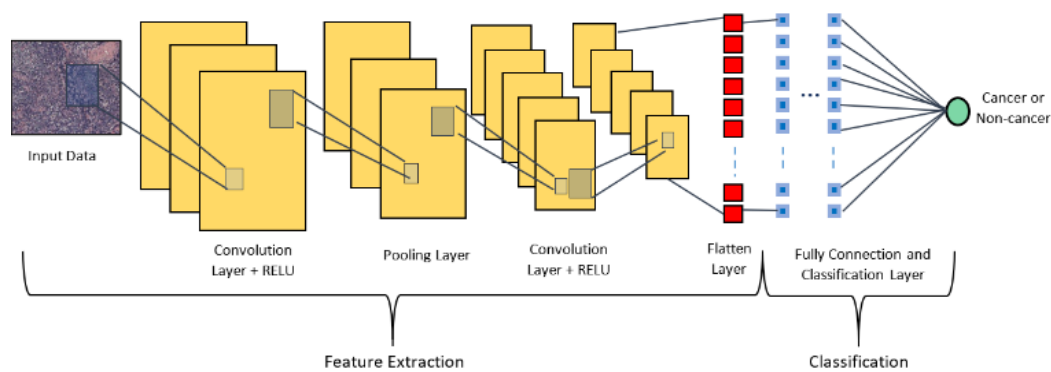 Input Data
Convolution
Layer + RELU
Pooling Layer
Convolution
Layer + RELU
Flatten
Layer
Fully Connection and
Classification Layer
Cancer or
Non-cancer
...
Feature Extraction
Classification